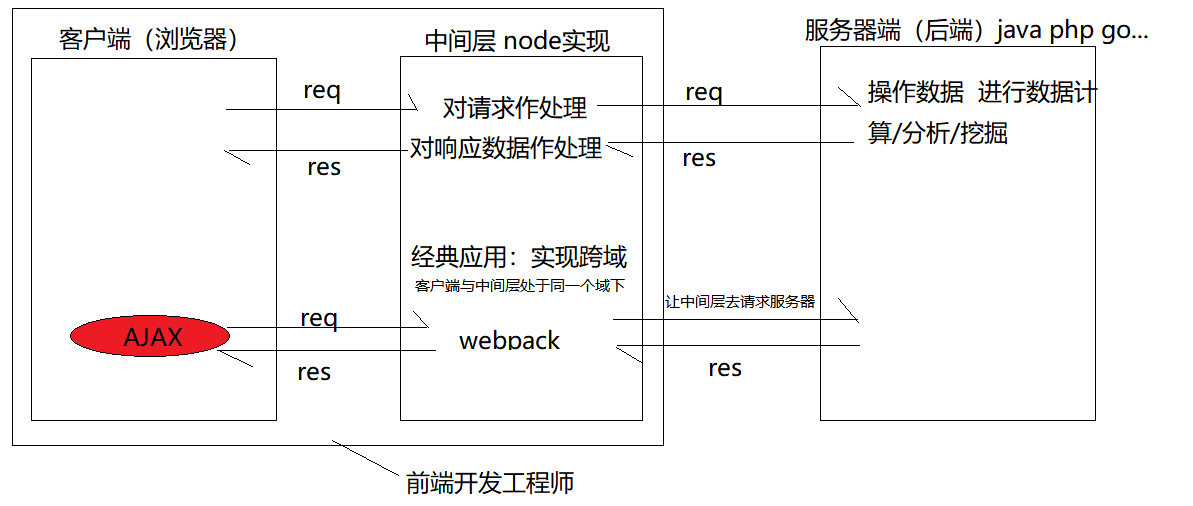 客户端（浏览器）
中间层 node实现
服务器端（后端）java php go...
req
对请求作处理
req
操作数据 进行数据计
算/分析/挖掘
res
对响应数据作处理
res
经典应用：实现跨域
客户端与中间层处于同一个域下
让中间层去请求服务器
AJAX
req
webpack
res
res
前端开发工程师